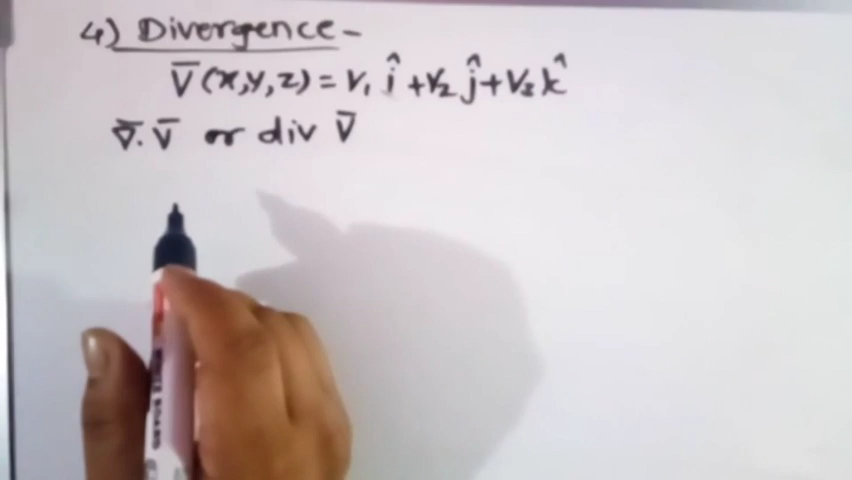 4) Divergence -
V̅ (x,y,z) = V₁ î + V₂ ĵ + V₃ k̂
∇̅. V̅ or div V̅